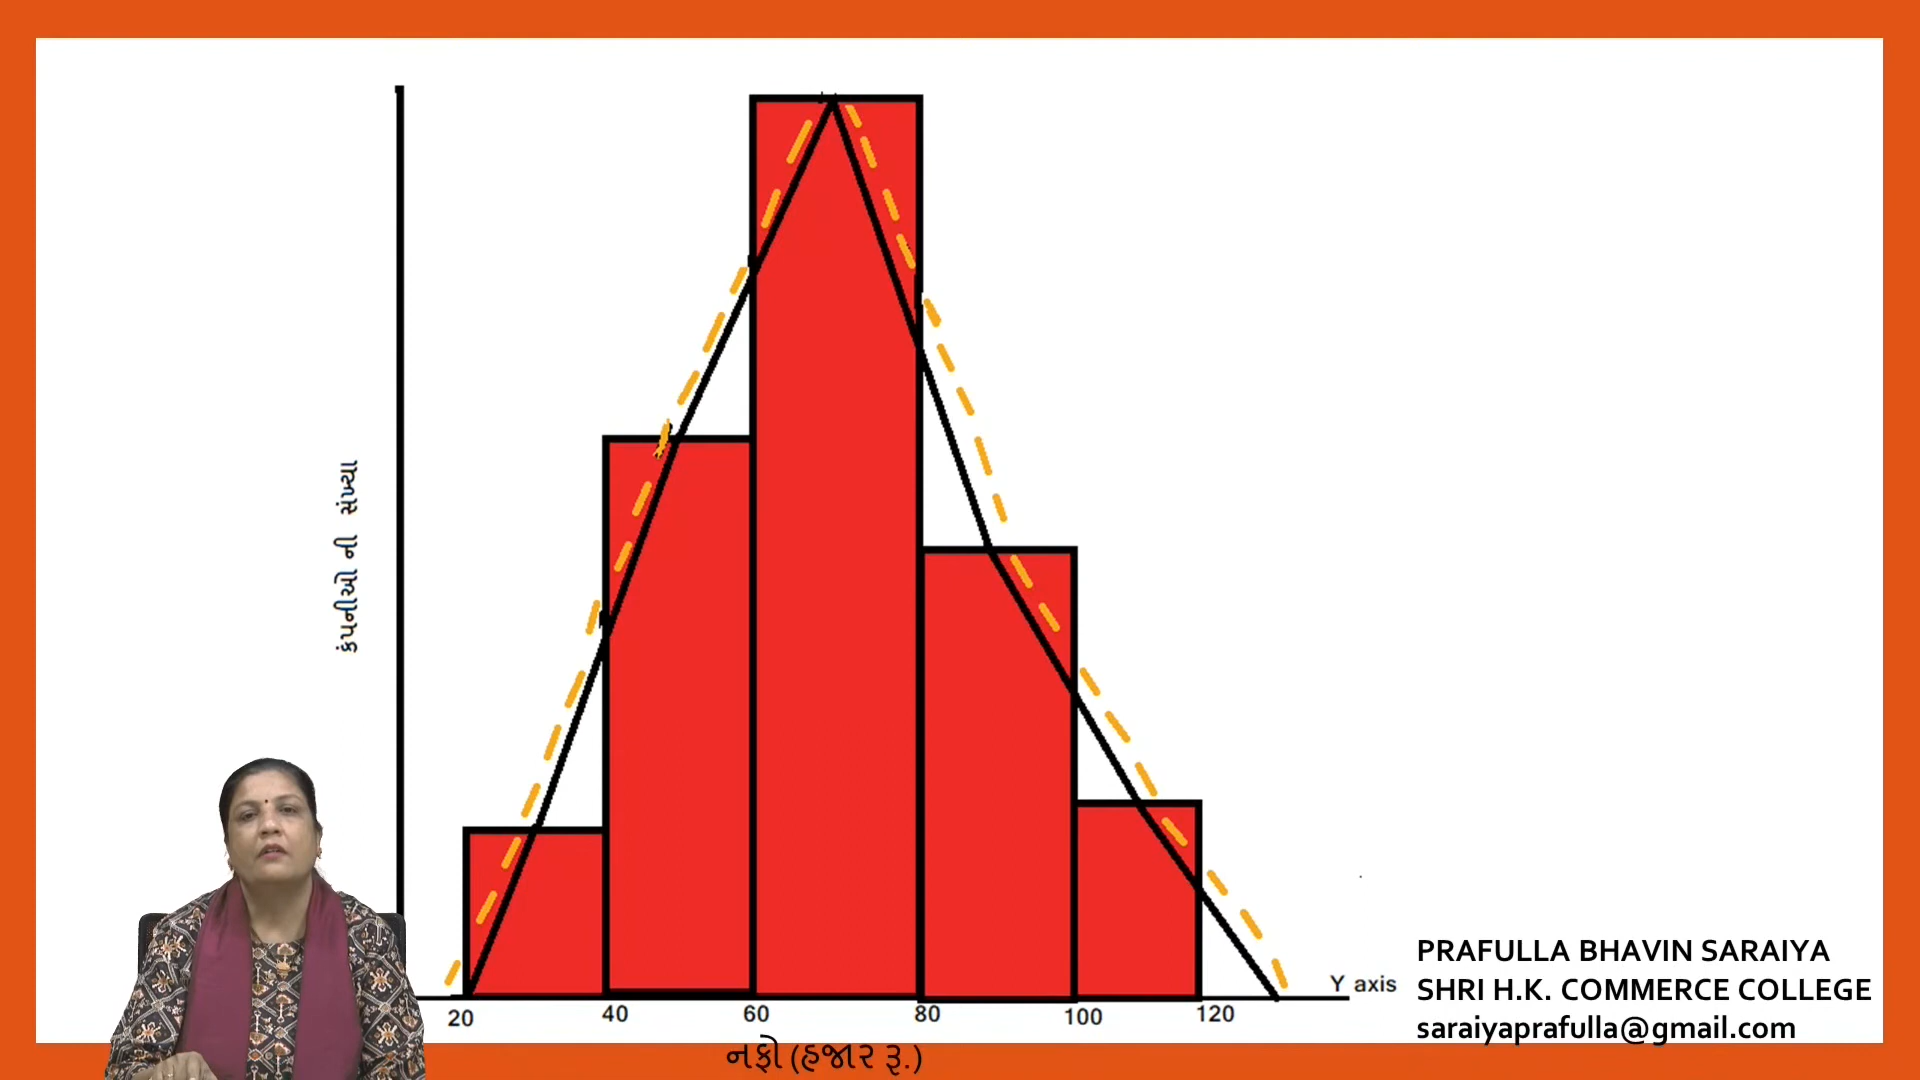 કંપનીઓ ની સંખ્યા
Y axis
20 40 60 80 100 120
નફો (હજાર રૂ.)
PRAFULLA BHAVIN SARAIYA
SHRI H.K. COMMERCE COLLEGE
saraiyaprafulla@gmail.com